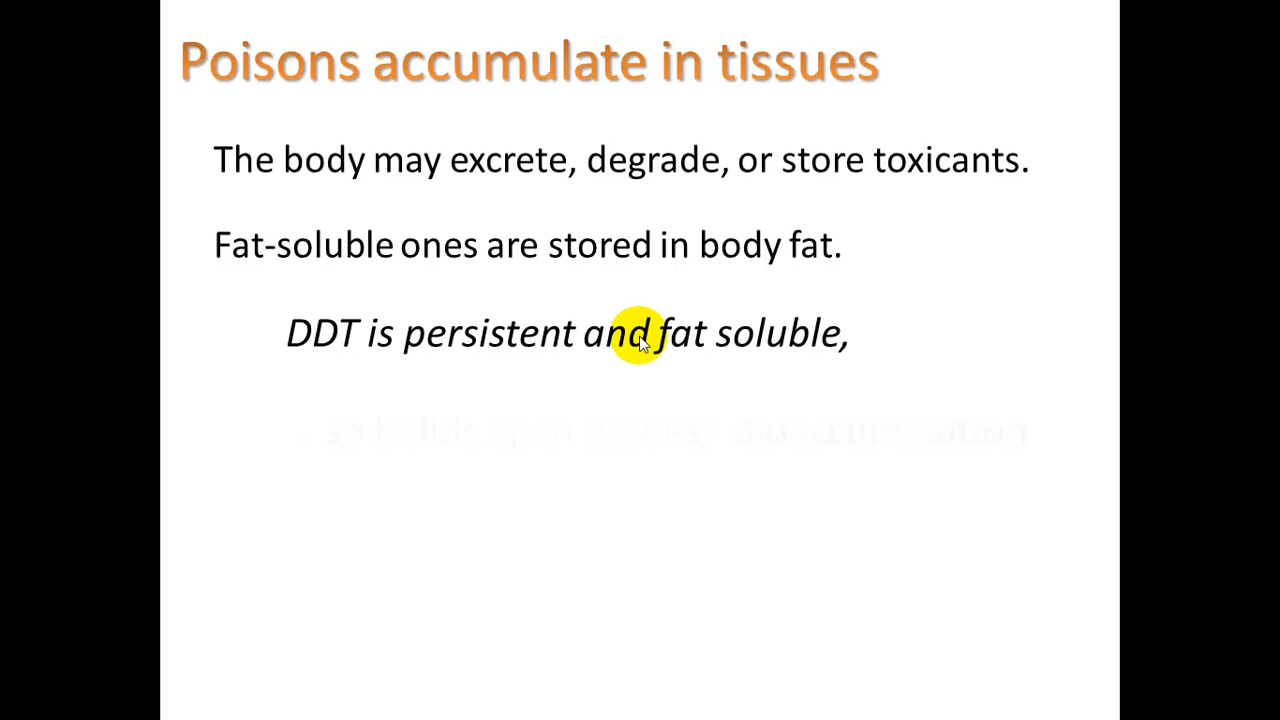 Poisons accumulate in tissues
The body may excrete, degrade, or store toxicants.
Fat-soluble ones are stored in body fat.
DDT is persistent and fat soluble,